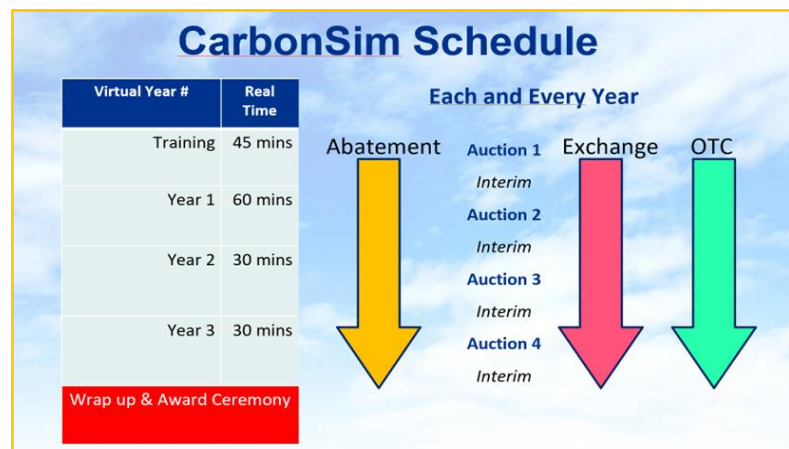 CarbonSim Schedule
Virtual Year #
Real
Time
Training 45 mins
Year 1 60 mins
Year 2 30 mins
Year 3 30 mins
Wrap up & Award Ceremony
Each and Every Year
Abatement
Auction 1
Interim
Auction 2
Interim
Auction 3
Interim
Auction 4
Interim
Exchange
OTC